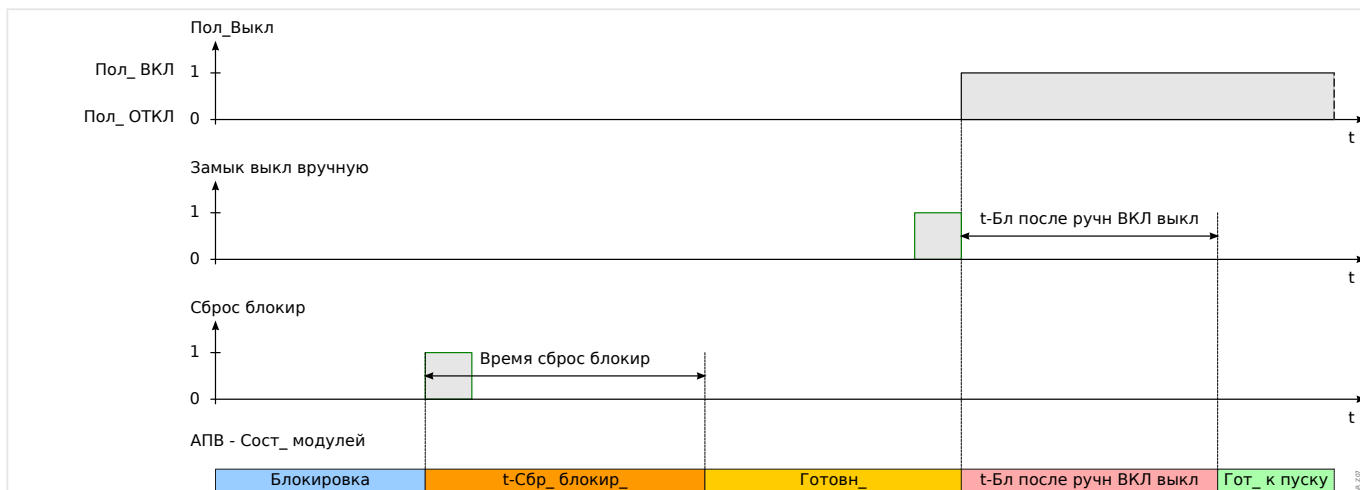 Пол_Выкл
Пол_ ВКЛ 1
Пол_ ОТКЛ 0
t
Замык выкл вручную
1
t-Бл после ручн ВКЛ выкл
0
t
Сброс блокир
1
Время сброс блокир
0
t
АПВ - Сост_ модулей
Блокировка t-Сбр_ блокир_ Готовн_ t-Бл после ручн ВКЛ выкл Гот_ к пуску